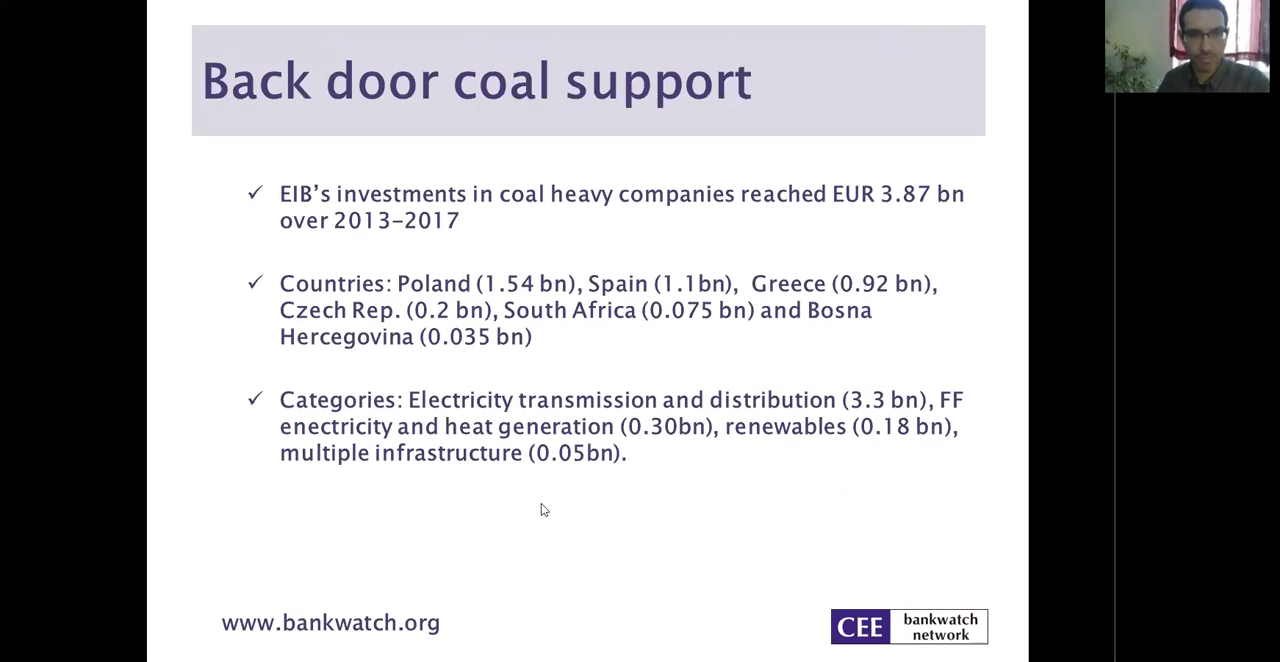 Back door coal support
✓ EIB’s investments in coal heavy companies reached EUR 3.87 bn
over 2013–2017
✓ Countries: Poland (1.54 bn), Spain (1.1bn), Greece (0.92 bn),
Czech Rep. (0.2 bn), South Africa (0.075 bn) and Bosna
Hercegovina (0.035 bn)
✓ Categories: Electricity transmission and distribution (3.3 bn), FF
enectricity and heat generation (0.30bn), renewables (0.18 bn),
multiple infrastructure (0.05bn).
www.bankwatch.org
CEE bankwatch
network